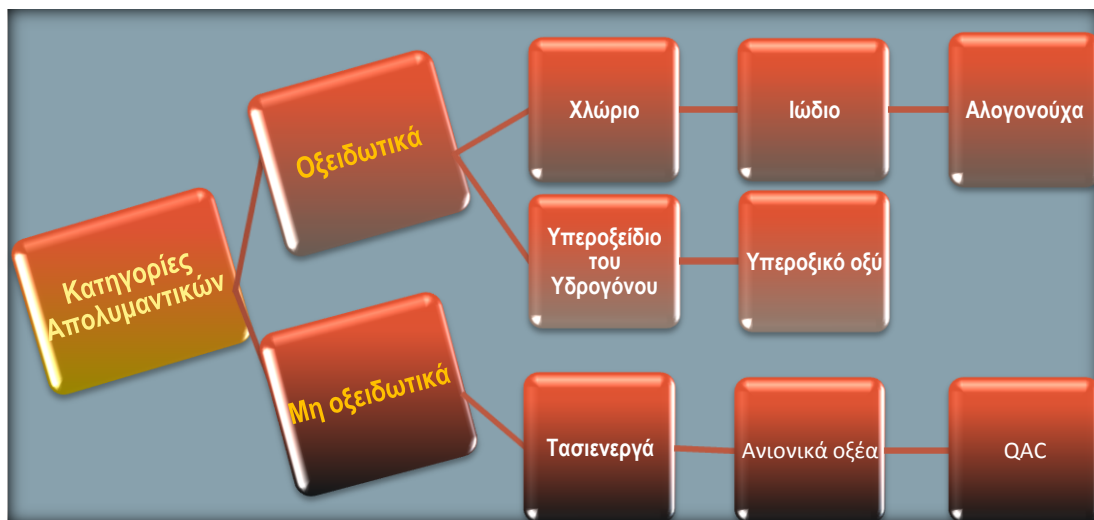 Κατηγορίες
Απολυμαντικών
Οξειδωτικά
Χλώριο
Ιώδιο
Αλογονούχα
Υπεροξείδιο
του
Υδρογόνου
Υπεροξικό οξύ
Μη οξειδωτικά
Τασιενεργά
Ανιονικά οξέα
QAC